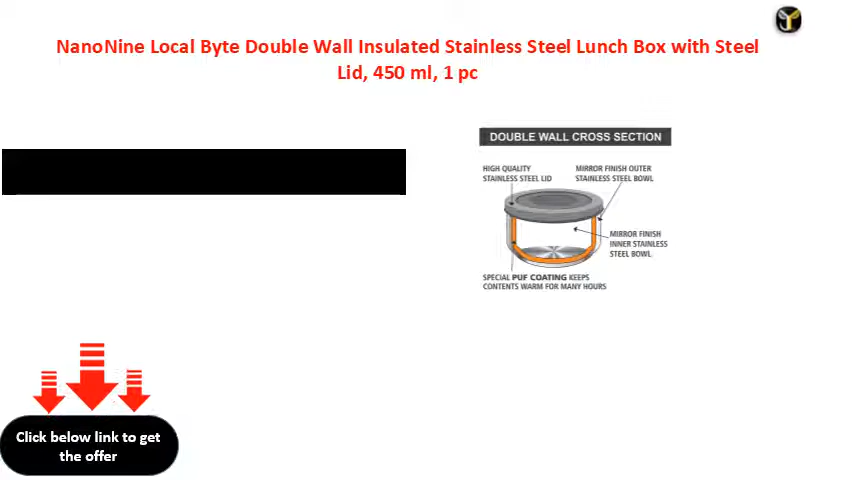 NanoNine Local Byte Double Wall Insulated Stainless Steel Lunch Box with Steel
Lid, 450 ml, 1 pc
DOUBLE WALL CROSS SECTION
HIGH QUALITY
STAINLESS STEEL LID
MIRROR FINISH OUTER
STAINLESS STEEL BOWL
MIRROR FINISH
INNER STAINLESS
STEEL BOWL
SPECIAL PUF COATING KEEPS
CONTENTS WARM FOR MANY HOURS
Click below link to get
the offer